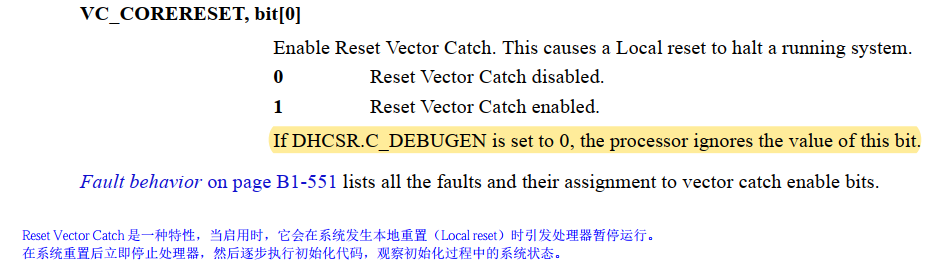 VC_CORERESET, bit[0]
Enable Reset Vector Catch. This causes a Local reset to halt a running system.
0 Reset Vector Catch disabled.
1 Reset Vector Catch enabled.
If DHCSR.C_DEBUGEN is set to 0, the processor ignores the value of this bit.
Fault behavior on page B1-551 lists all the faults and their assignment to vector catch enable bits.
Reset Vector Catch 是一种特性，当启用时，它会在系统发生本地重置（Local reset）时引发处理器暂停运行。
在系统重置后立即停止处理器，然后逐步执行初始化代码，观察初始化过程中的系统状态。